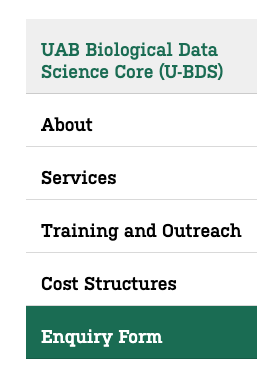 UAB Biological Data
Science Core (U-BDS)
About
Services
Training and Outreach
Cost Structures
Enquiry Form